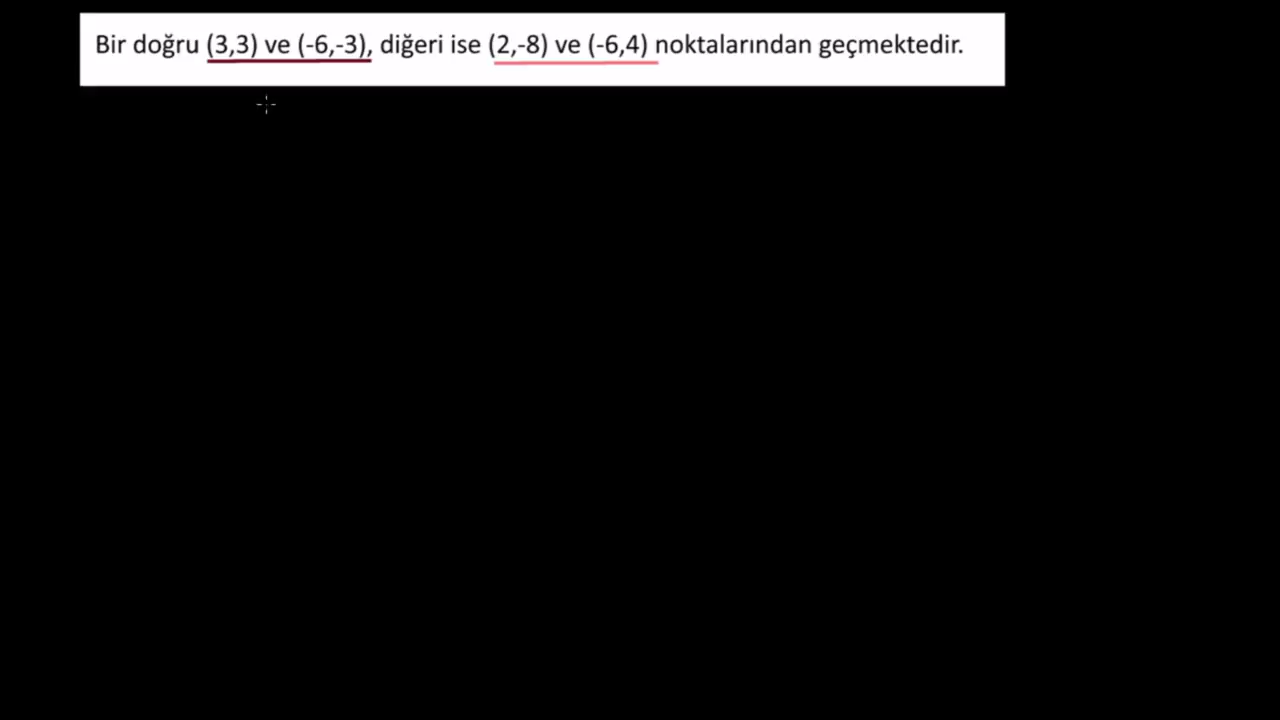 Bir doğru (3,3) ve (-6,-3), diğeri ise (2,-8) ve (-6,4) noktalarından geçmektedir.